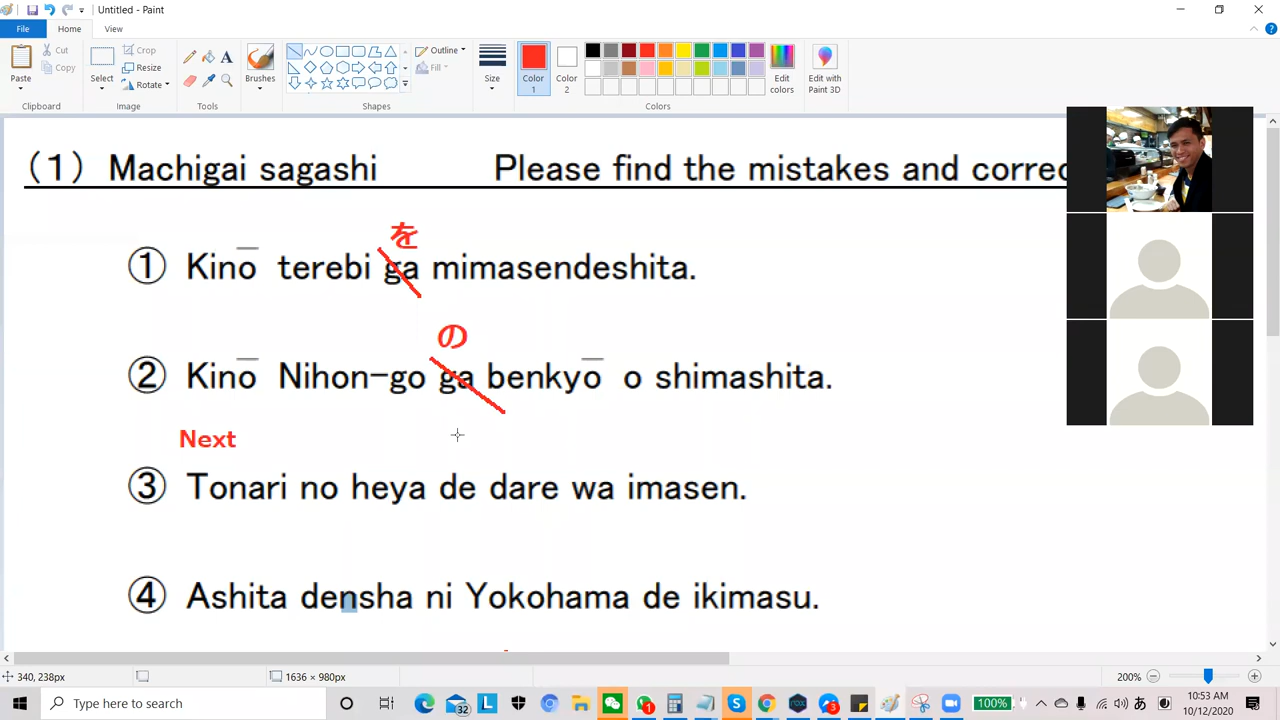 Untitled - Paint
File
Home
View
Paste
Cut
Copy
Clipboard
Select
Crop
Resize
Rotate
Image
A
Tools
Brushes
Outline
Fill
Shapes
Size
Color 1
Color 2
Edit colors
Colors
Edit with Paint 3D
(1) Machigai sagashi Please find the mistakes and correc
を
① Kinō terebi ga mimasendeshita.
の
② Kinō Nihon-go ga benkyō o shimashita.
Next
③ Tonari no heya de dare wa imasen.
④ Ashita densha ni Yokohama de ikimasu.
340, 238px
1636 × 980px
200%
Type here to search
32
L
1
3
100%
あ
10:53 AM
10/12/2020